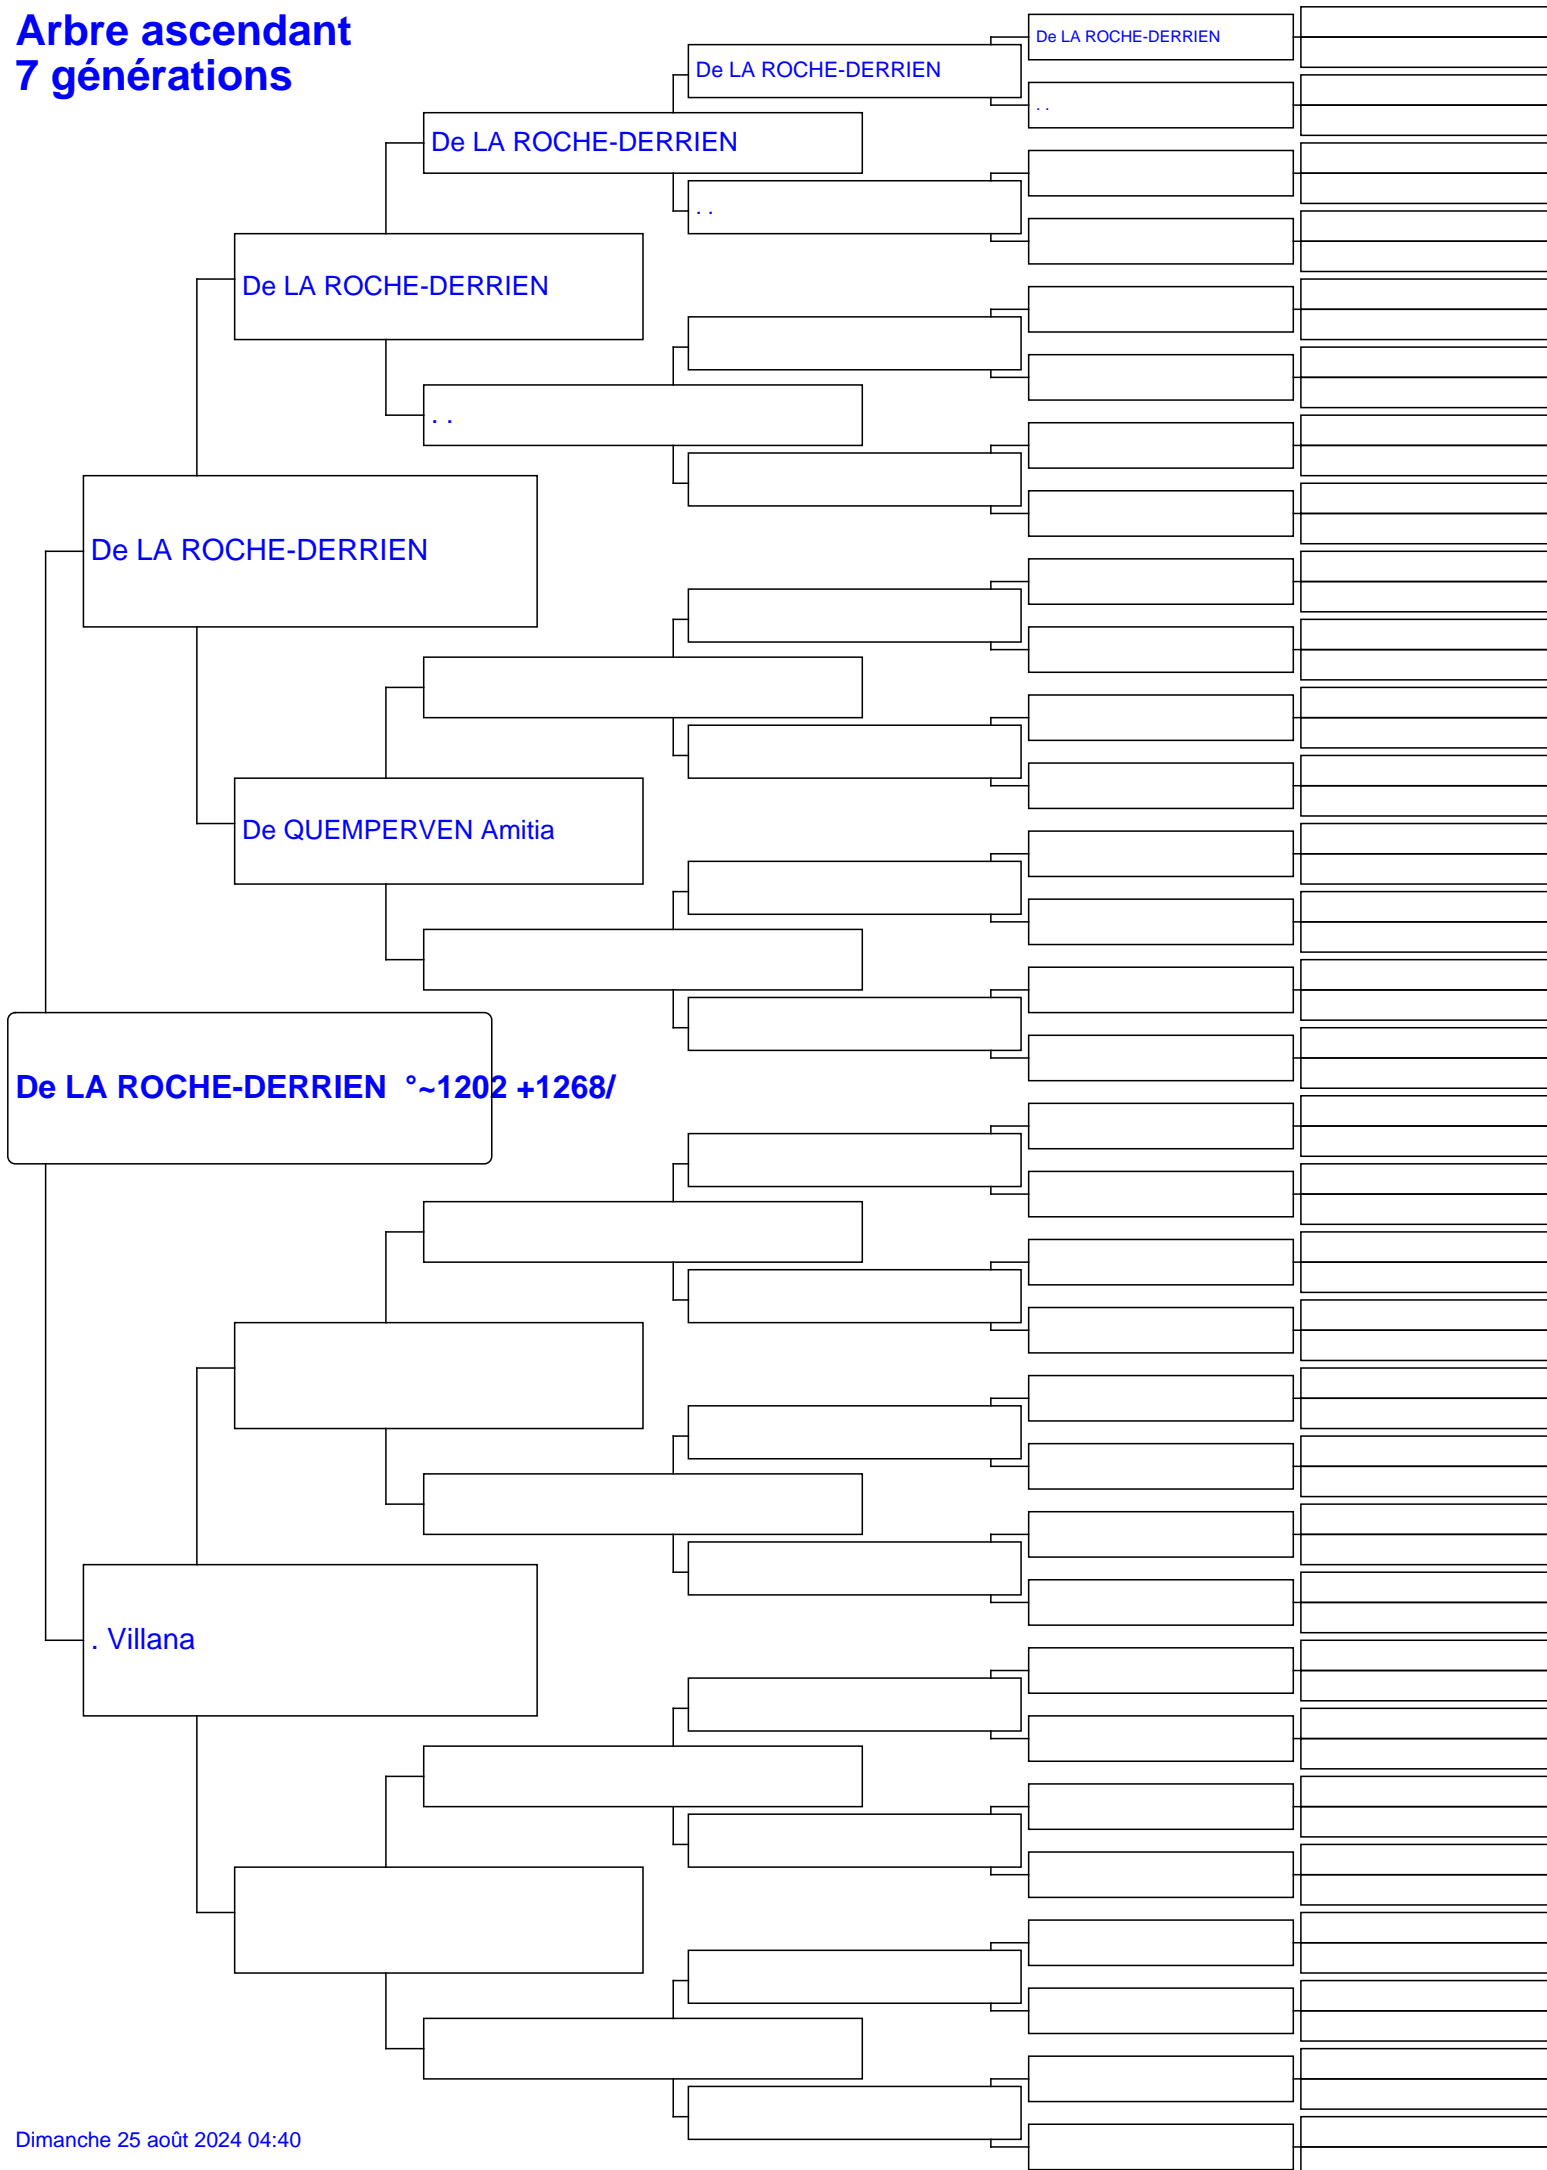 Arbre ascendant
7 générations
De LA ROCHE-DERRIEN
De LA ROCHE-DERRIEN
. .
De LA ROCHE-DERRIEN
. .
De LA ROCHE-DERRIEN
. .
De LA ROCHE-DERRIEN
De QUEMPERVEN Amitia
De LA ROCHE-DERRIEN °~1202 +1268/
. Villana
Dimanche 25 août 2024 04:40